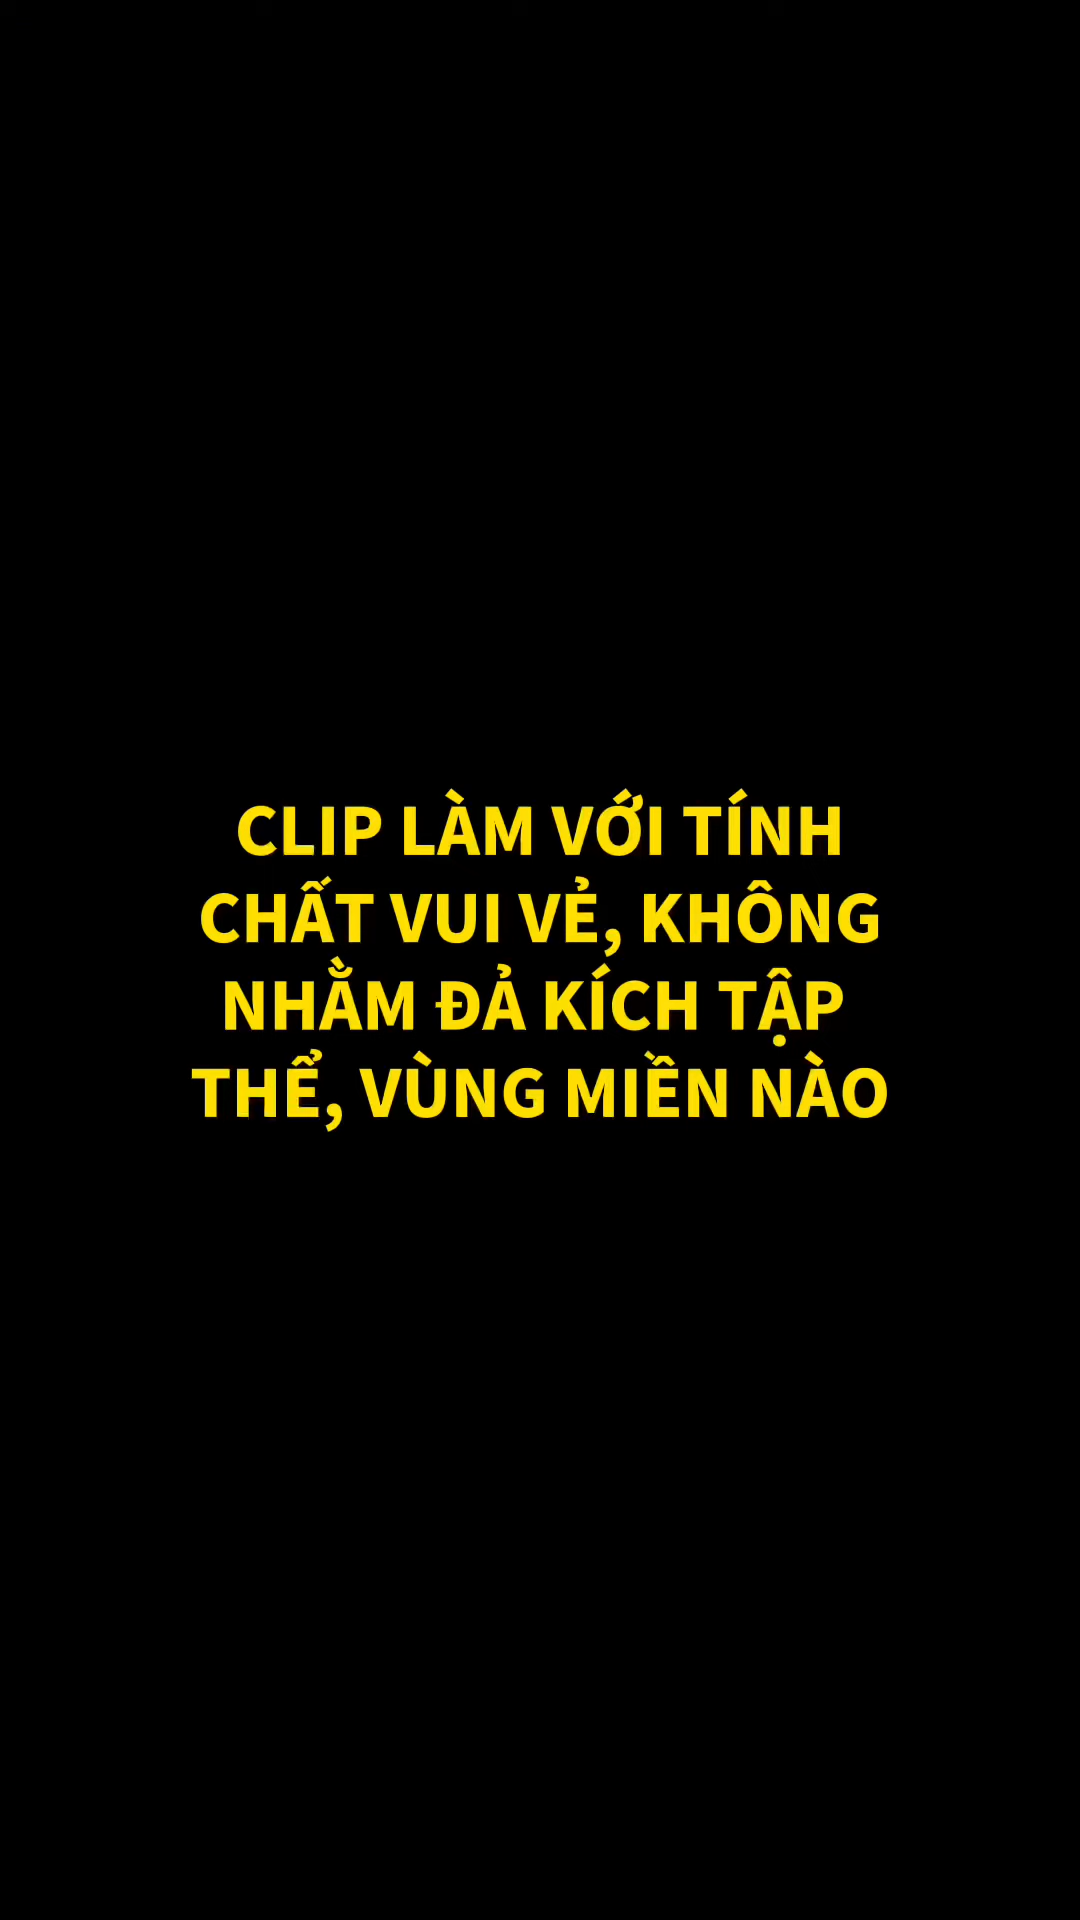 CLIP LÀM VỚI TÍNH
CHẤT VUI VẺ, KHÔNG
NHẰM ĐẢ KÍCH TẬP
THỂ, VÙNG MIỀN NÀO